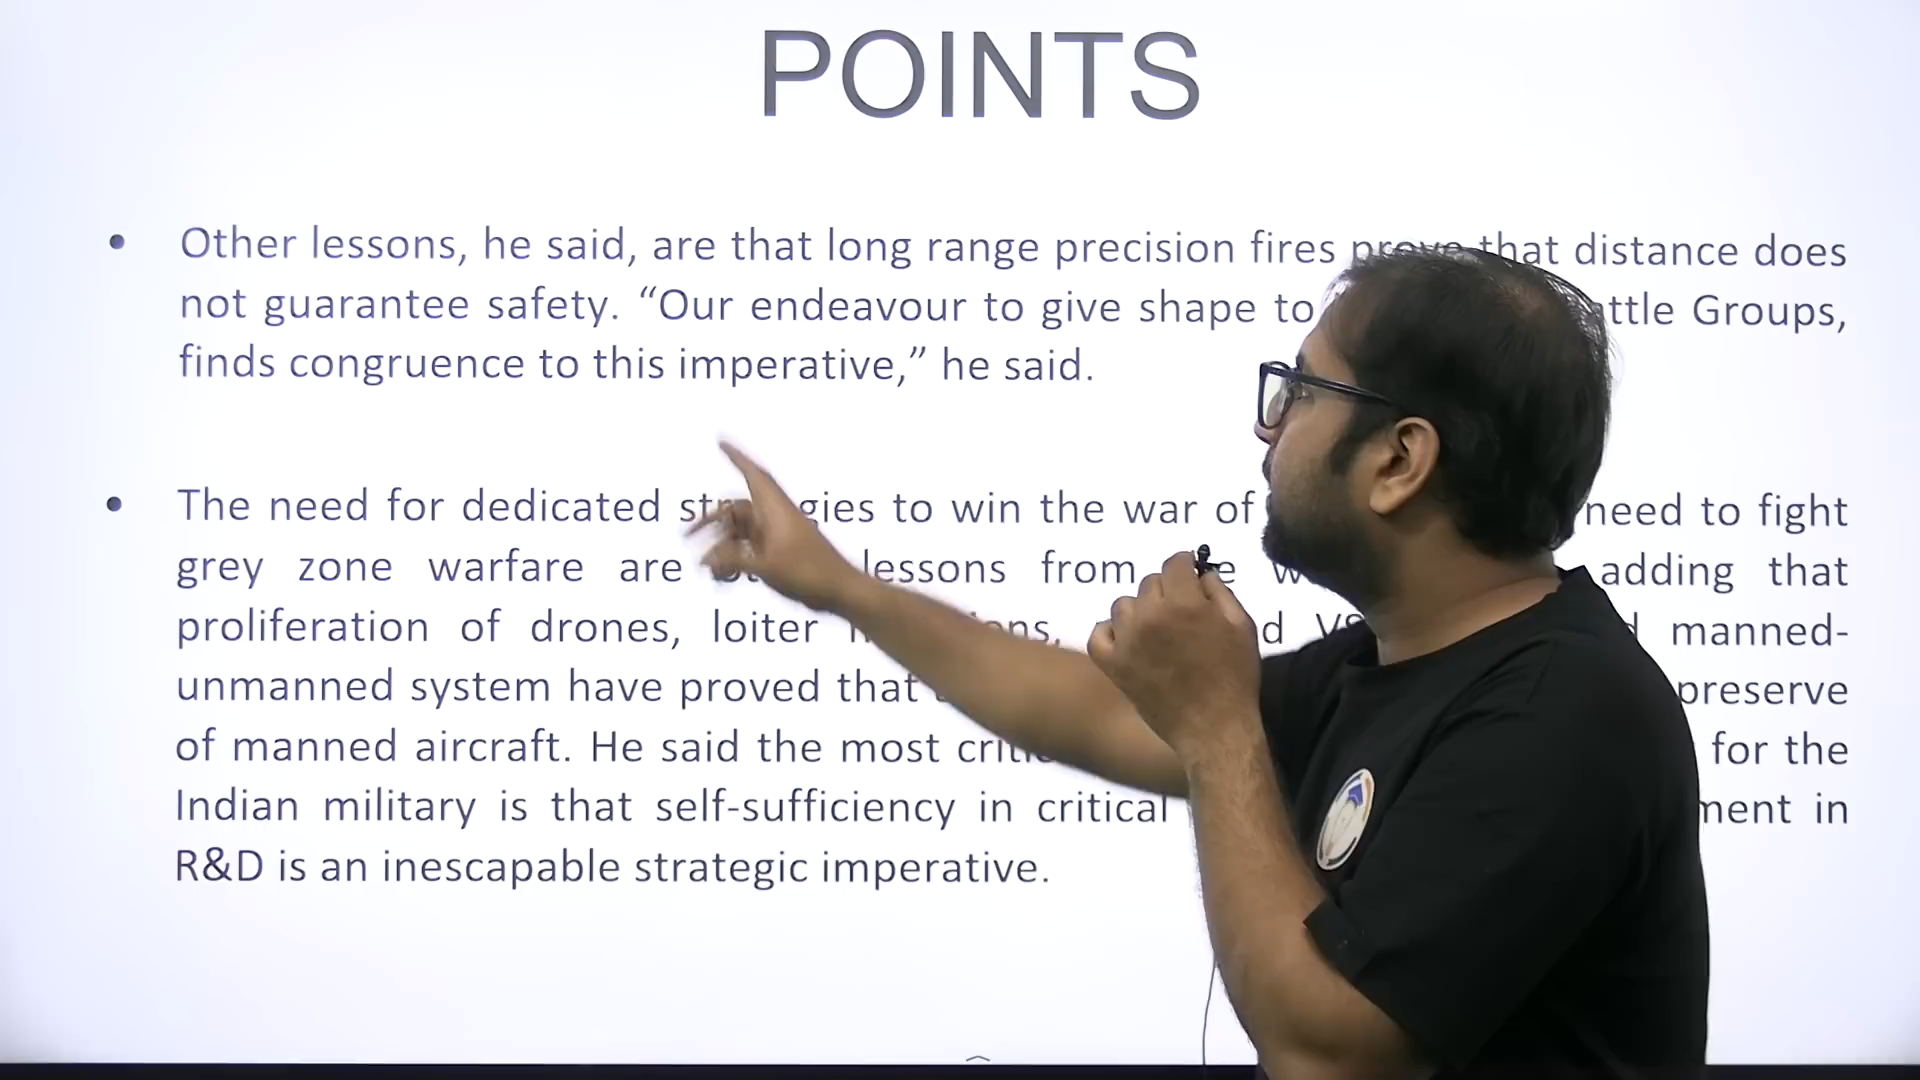 POINTS
• Other lessons, he said, are that long range precision fires prove that distance does
not guarantee safety. “Our endeavour to give shape to Groups,
finds congruence to this imperative,” he said.
• The need for dedicated to win the war of need to fight
grey zone warfare are lessons from adding that
proliferation of drones, loiter manned-
unmanned system have proved that preserve
of manned aircraft. He said the most for the
Indian military is that self-sufficiency in critical in
R&D is an inescapable strategic imperative.